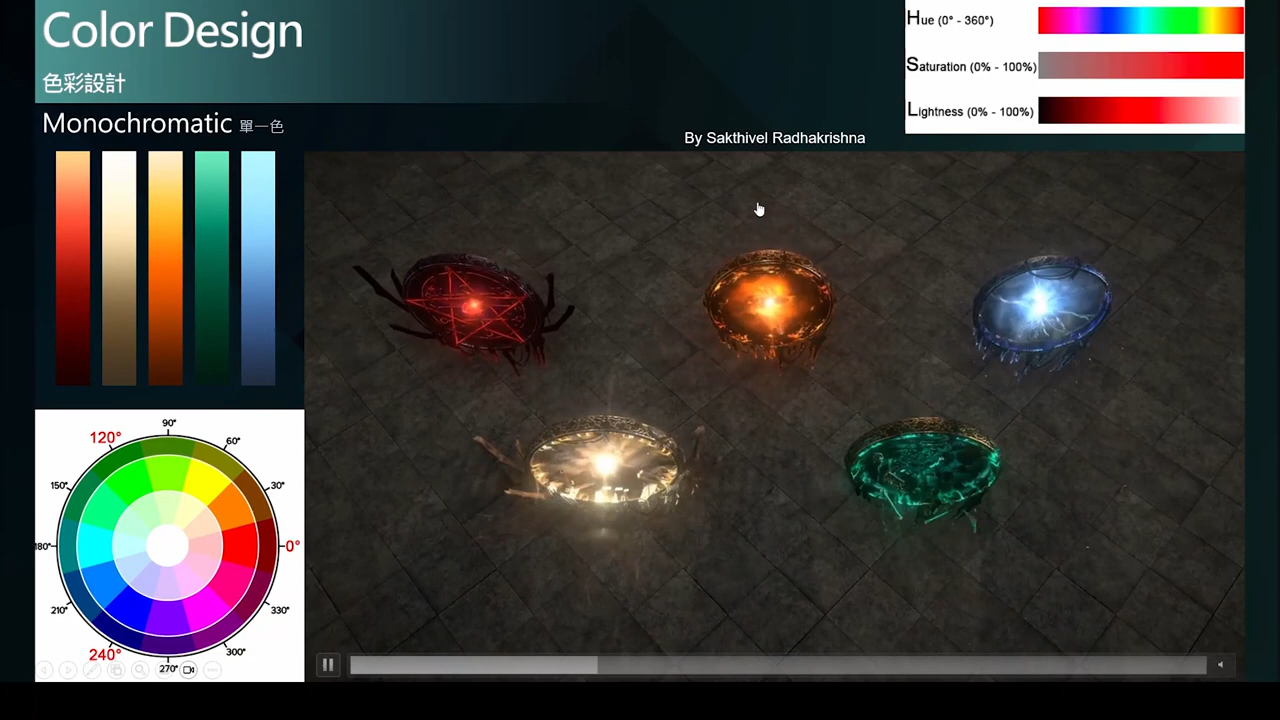 Color Design
色彩設計
Hue (0° - 360°)
Saturation (0% - 100%)
Lightness (0% - 100%)
Monochromatic 單一色
By Sakthivel Radhakrishna
90°
120°
60°
150°
30°
180°
0°
210°
330°
240°
300°
270°